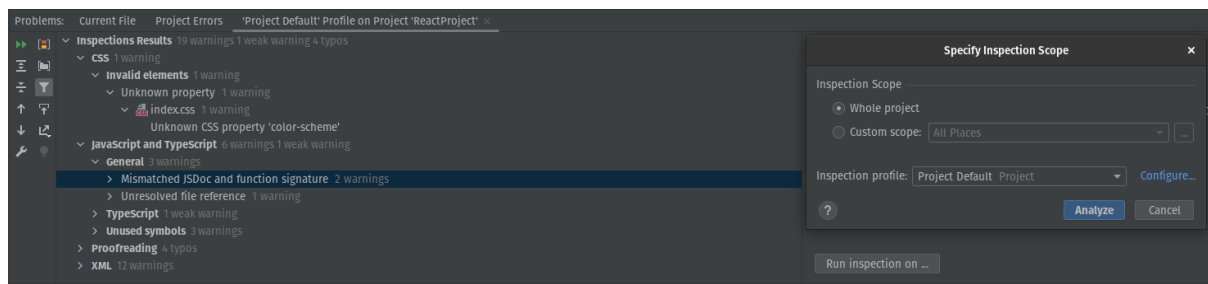 Problems: Current File Project Errors 'Project Default' Profile on Project 'ReactProject' ×
Inspections Results 19 warnings 1 weak warning 4 typos
CSS 1 warning
Invalid elements 1 warning
Unknown property 1 warning
index.css 1 warning
Unknown CSS property 'color-scheme'
JavaScript and TypeScript 6 warnings 1 weak warning
General 3 warnings
Mismatched JSDoc and function signature 2 warnings
Unresolved file reference 1 warning
TypeScript 1 weak warning
Unused symbols 3 warnings
Proofreading 4 typos
XML 12 warnings
Specify Inspection Scope ×
Inspection Scope
Whole project
Custom scope: All Places ...
Inspection profile: Project Default Project Configure...
? Analyze Cancel
Run inspection on ...